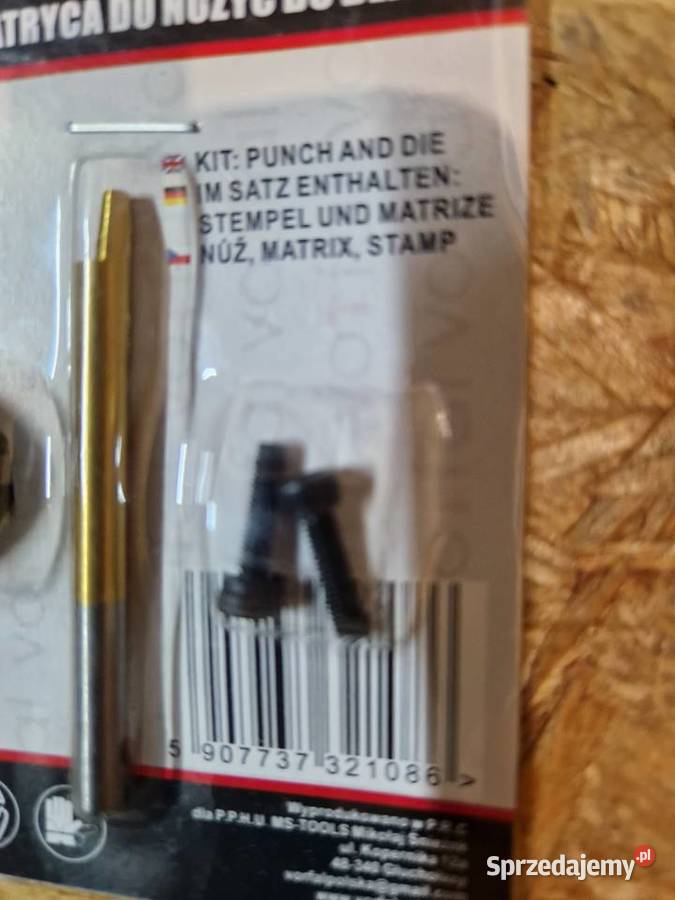 ATRYCA DO NOŻYC DO
KIT: PUNCH AND DIE
IM SATZ ENTHALTEN:
STEMPEL UND MATRIZE
NŮŽ, MATRIX, STAMP
5 907737 321086 >
Wyprodukowano w P.R.C
dla P.P.H.U. MS-TOOLS Mikołaj
ul. Kopernika
48-340 Głuchołazy
Sprzedajemy.pl